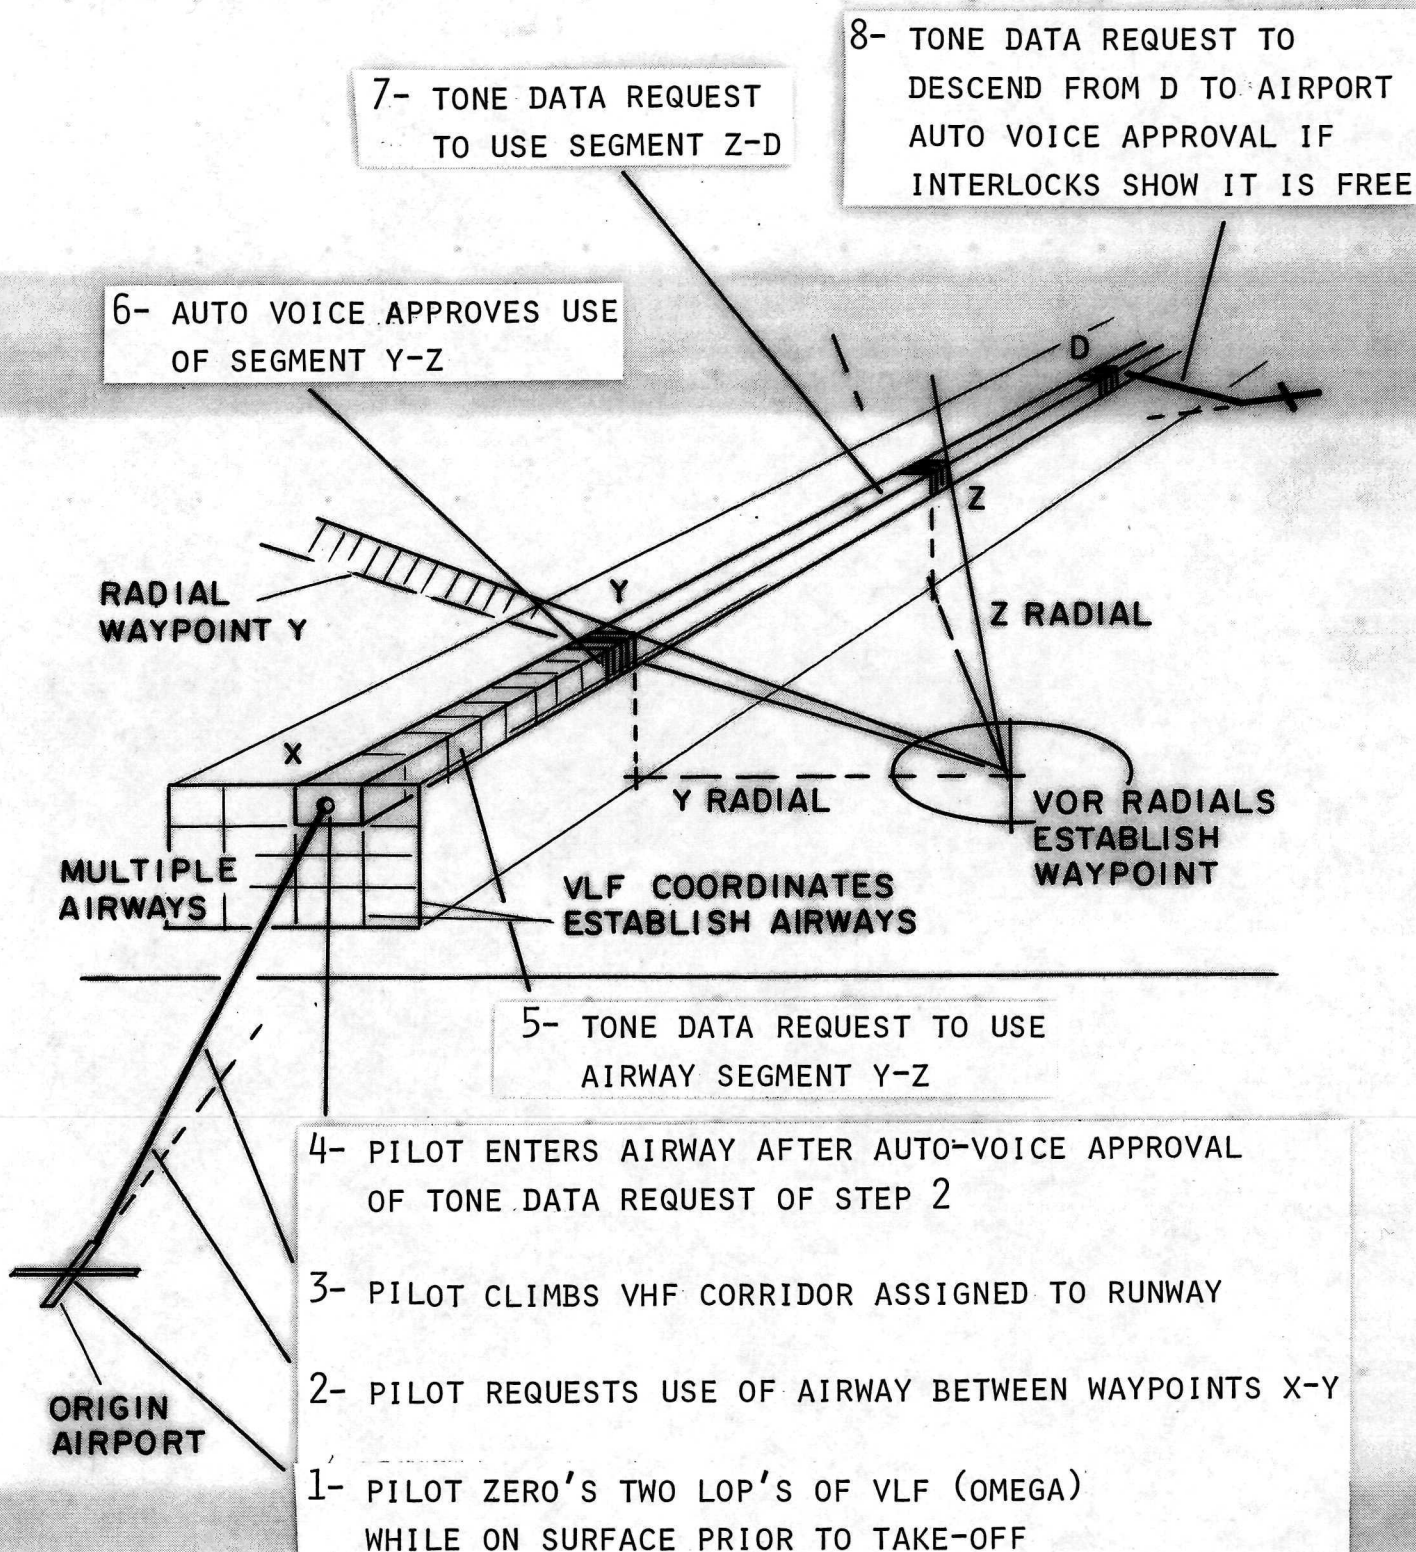 8- TONE DATA REQUEST TO
DESCEND FROM D TO AIRPORT
AUTO VOICE APPROVAL IF
INTERLOCKS SHOW IT IS FREE
7- TONE DATA REQUEST
TO USE SEGMENT Z-D
6- AUTO VOICE APPROVES USE
OF SEGMENT Y-Z
D
Z
RADIAL
WAYPOINT Y
Y
Z RADIAL
X
Y RADIAL
VOR RADIALS
ESTABLISH
WAYPOINT
MULTIPLE
AIRWAYS
VLF COORDINATES
ESTABLISH AIRWAYS
5- TONE DATA REQUEST TO USE
AIRWAY SEGMENT Y-Z
4- PILOT ENTERS AIRWAY AFTER AUTO-VOICE APPROVAL
OF TONE DATA REQUEST OF STEP 2
3- PILOT CLIMBS VHF CORRIDOR ASSIGNED TO RUNWAY
2- PILOT REQUESTS USE OF AIRWAY BETWEEN WAYPOINTS X-Y
ORIGIN
AIRPORT
1- PILOT ZERO'S TWO LOP'S OF VLF (OMEGA)
WHILE ON SURFACE PRIOR TO TAKE-OFF